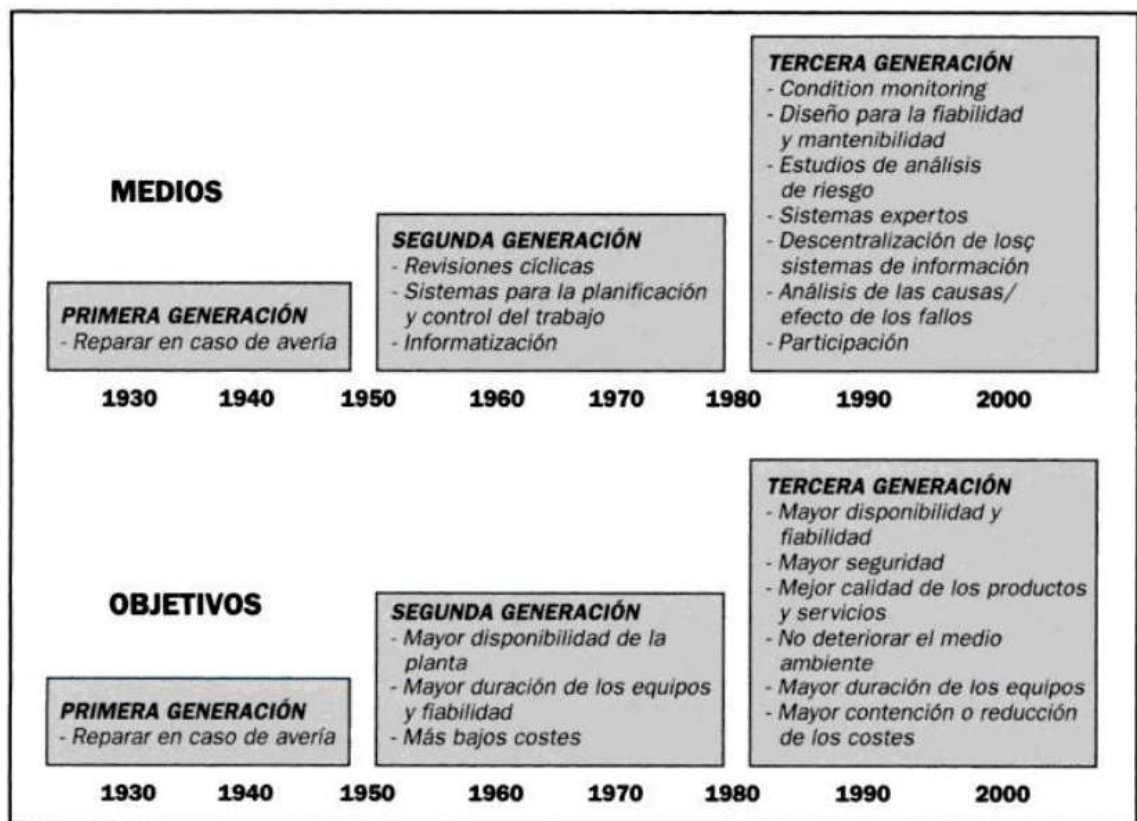 MEDIOS
PRIMERA GENERACIÓN
- Reparar en caso de avería
SEGUNDA GENERACIÓN
- Revisiones cíclicas
- Sistemas para la planificación
y control del trabajo
- Informatización
TERCERA GENERACIÓN
- Condition monitoring
- Diseño para la fiabilidad
y mantenibilidad
- Estudios de análisis
de riesgo
- Sistemas expertos
- Descentralización de losç
sistemas de información
- Análisis de las causas/
efecto de los fallos
- Participación
1930 1940 1950 1960 1970 1980 1990 2000
OBJETIVOS
PRIMERA GENERACIÓN
- Reparar en caso de avería
SEGUNDA GENERACIÓN
- Mayor disponibilidad de la
planta
- Mayor duración de los equipos
y fiabilidad
- Más bajos costes
TERCERA GENERACIÓN
- Mayor disponibilidad y
fiabilidad
- Mayor seguridad
- Mejor calidad de los productos
y servicios
- No deteriorar el medio
ambiente
- Mayor duración de los equipos
- Mayor contención o reducción
de los costes
1930 1940 1950 1960 1970 1980 1990 2000